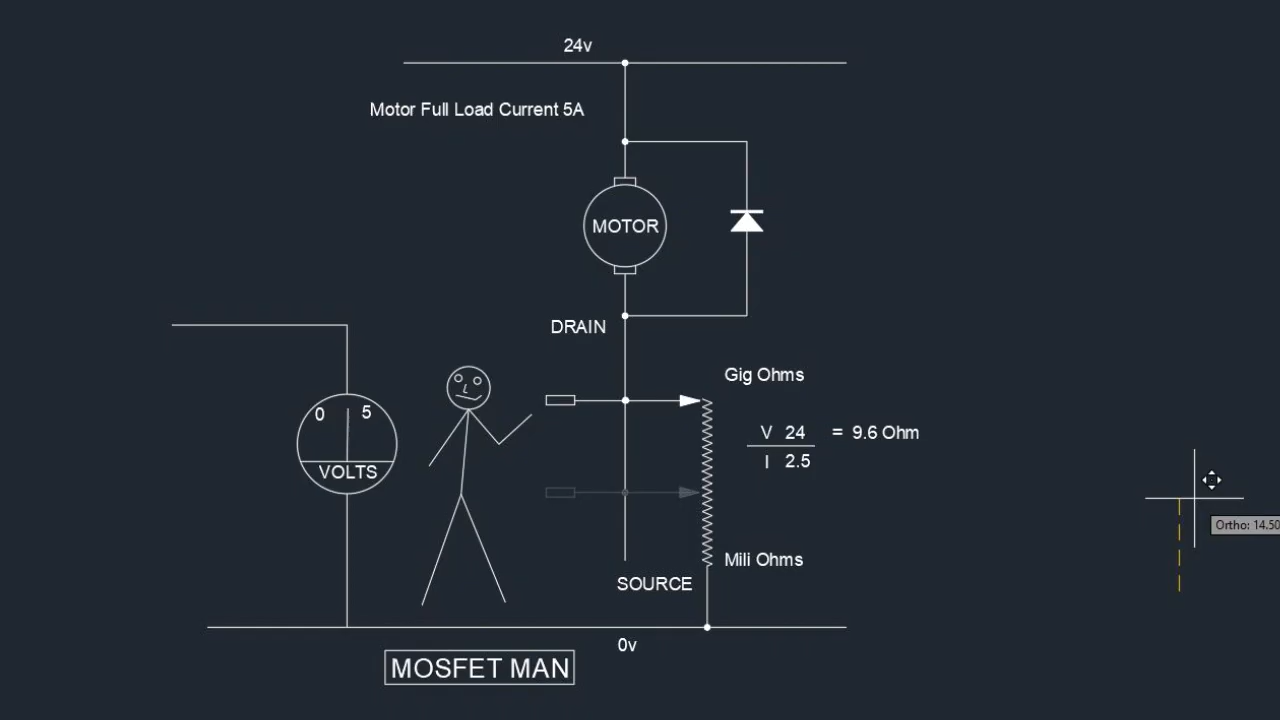 24v
Motor Full Load Current 5A
MOTOR
DRAIN
Gig Ohms
0 5
VOLTS
V 24 = 9.6 Ohm
I 2.5
Ortho: 14.50
Mili Ohms
SOURCE
0v
MOSFET MAN